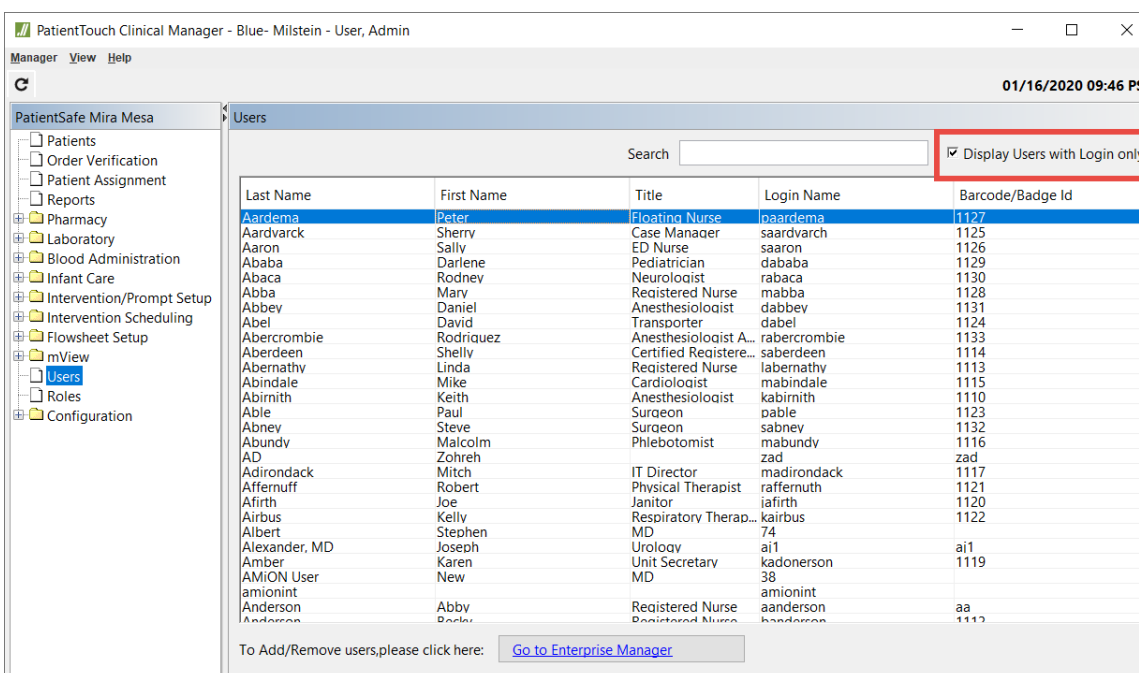 PatientTouch Clinical Manager - Blue- Milstein - User, Admin
Manager View Help
01/16/2020 09:46 PS
PatientSafe Mira Mesa
Patients
Order Verification
Patient Assignment
Reports
Pharmacy
Laboratory
Blood Administration
Infant Care
Intervention/Prompt Setup
Intervention Scheduling
Flowsheet Setup
mView
Users
Roles
Configuration
Users
Search
Display Users with Login only
Last Name First Name Title Login Name Barcode/Badge Id
Aardema Peter Floating Nurse paardema 1127
Aardvarck Sherry Case Manager saardvarch 1125
Aaron Sally ED Nurse saaron 1126
Ababa Darlene Pediatrician dababa 1129
Abaca Rodney Neurologist rabaca 1130
Abba Mary Registered Nurse mabba 1128
Abbey Daniel Anesthesiologist dabbey 1131
Abel David Transporter dabel 1124
Abercrombie Rodriquez Anesthesiologist A... rabercrombie 1133
Aberdeen Shelly Certified Registere... saberdeen 1114
Abernathy Linda Registered Nurse labernathy 1113
Abindale Mike Cardiologist mabindale 1115
Abirnith Keith Anesthesiologist kabirnith 1110
Able Paul Surgeon pable 1123
Abney Steve Surgeon sabney 1132
Abundy Malcolm Phlebotomist mabundy 1116
AD Zohreh zad zad
Adirondack Mitch IT Director madirondack 1117
Affernuff Robert Physical Therapist raffernuth 1121
Afirth Joe Janitor jafirth 1120
Airbus Kelly Respiratory Therap... kairbus 1122
Albert Stephen MD 74
Alexander, MD Joseph Urology aj1 aj1
Amber Karen Unit Secretary kadonerson 1119
AMiON User New MD 38
amionint amionint
Anderson Abby Registered Nurse aanderson aa
Anderson Becky Registered Nurse banderson 1112
To Add/Remove users,please click here: Go to Enterprise Manager